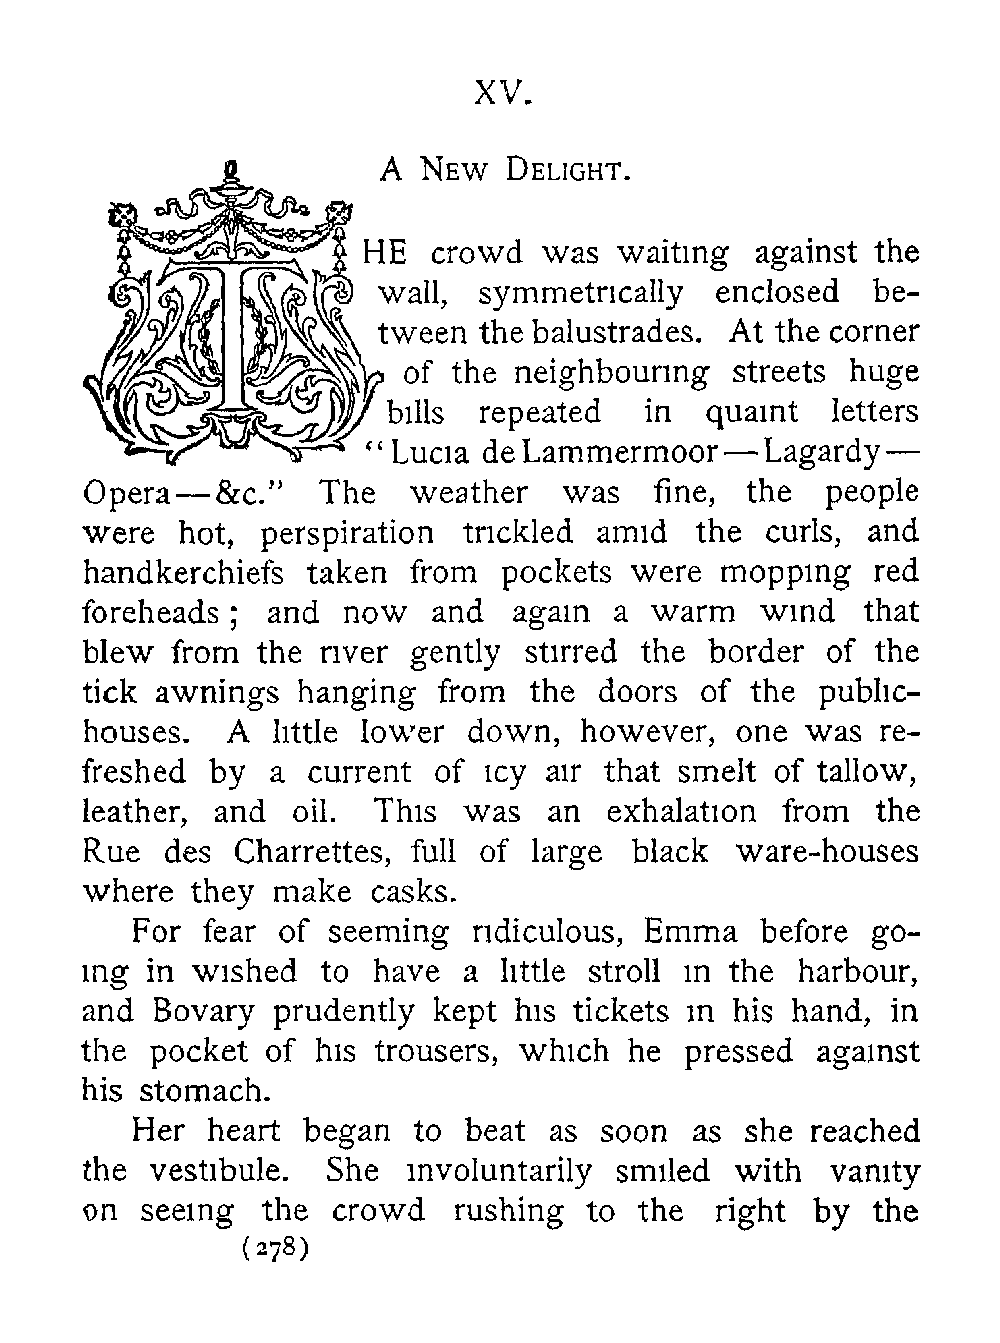 XV.
A New Delight.
THE crowd was waiting against the
wall, symmetrically enclosed be-
tween the balustrades. At the corner
of the neighbouring streets huge
bills repeated in quaint letters
“Lucia de Lammermoor—Lagardy—
Opera—&c.” The weather was fine, the people
were hot, perspiration trickled amid the curls, and
handkerchiefs taken from pockets were mopping red
foreheads; and now and again a warm wind that
blew from the river gently stirred the border of the
tick awnings hanging from the doors of the public-
houses. A little lower down, however, one was re-
freshed by a current of icy air that smelt of tallow,
leather, and oil. This was an exhalation from the
Rue des Charrettes, full of large black ware-houses
where they make casks.
For fear of seeming ridiculous, Emma before go-
ing in wished to have a little stroll in the harbour,
and Bovary prudently kept his tickets in his hand, in
the pocket of his trousers, which he pressed against
his stomach.
Her heart began to beat as soon as she reached
the vestibule. She involuntarily smiled with vanity
on seeing the crowd rushing to the right by the
(278)